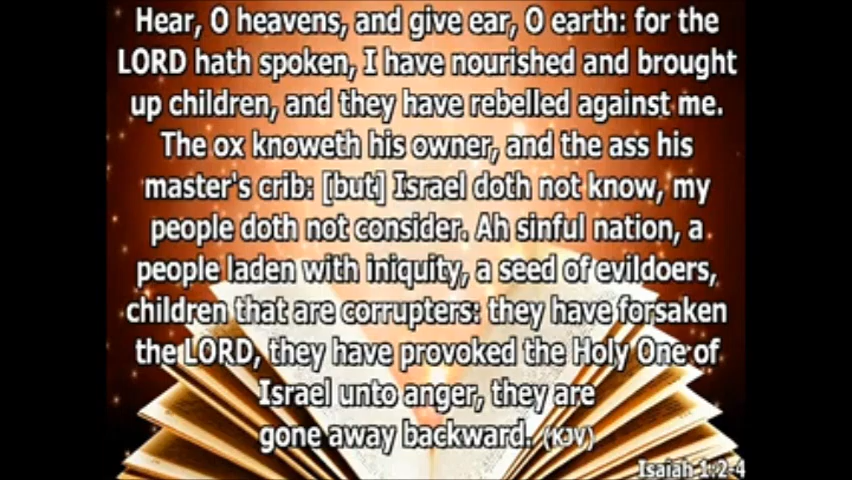 Hear, O heavens, and give ear, O earth: for the
LORD hath spoken, I have nourished and brought
up children, and they have rebelled against me.
The ox knoweth his owner, and the ass his
master's crib: [but] Israel doth not know, my
people doth not consider. Ah sinful nation, a
people laden with iniquity, a seed of evildoers,
children that are corrupters: they have forsaken
the LORD, they have provoked the Holy One of
Israel unto anger, they are
gone away backward. (KJV)
Isaiah 1:2-4